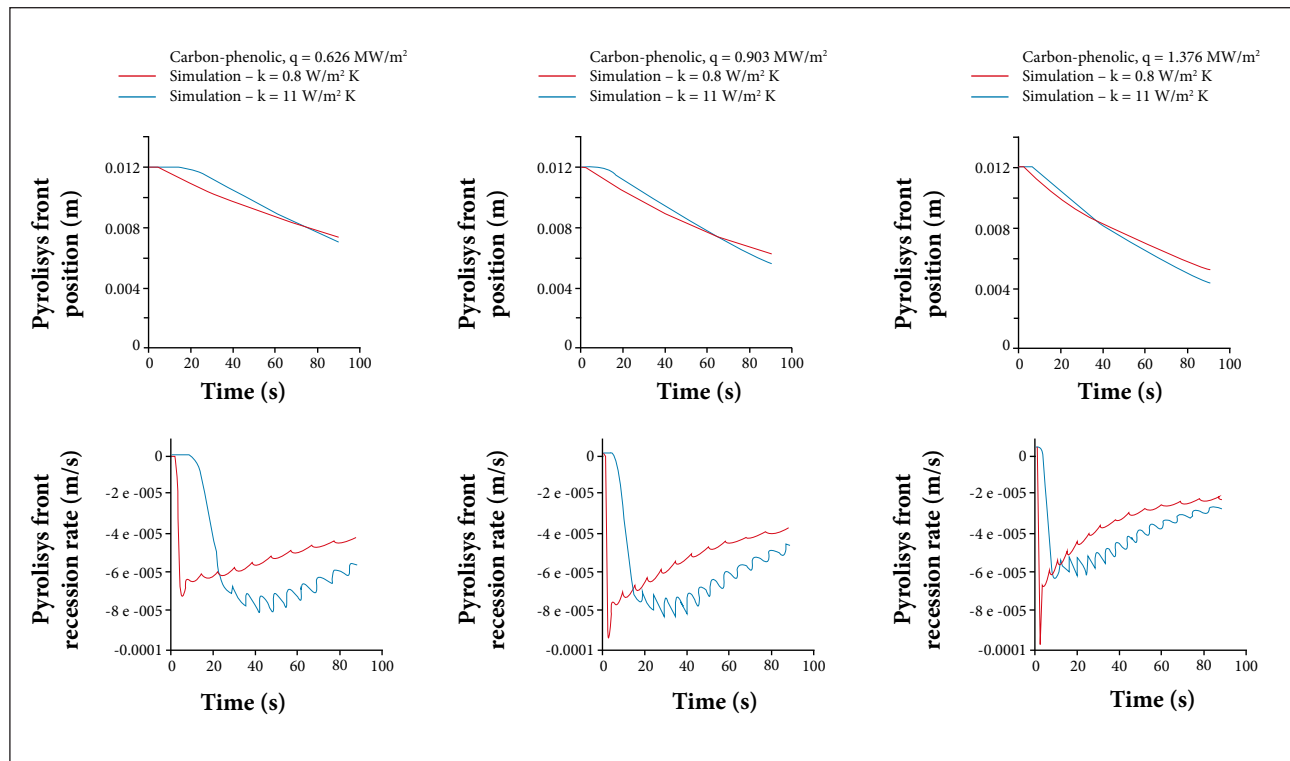 Carbon-phenolic, q = 0.626 MW/m²
Simulation – k = 0.8 W/m² K
Simulation – k = 11 W/m² K
Carbon-phenolic, q = 0.903 MW/m²
Simulation – k = 0.8 W/m² K
Simulation – k = 11 W/m² K
Carbon-phenolic, q = 1.376 MW/m²
Simulation – k = 0.8 W/m² K
Simulation – k = 11 W/m² K
Pyrolisys front
position (m)
0.012
0.008
0.004
0
0 20 40 60 80 100
Time (s)
Pyrolisys front
position (m)
0.012
0.008
0.004
0
0 20 40 60 80 100
Time (s)
Pyrolisys front
position (m)
0.012
0.008
0.004
0
0 20 40 60 80 100
Time (s)
Pyrolisys front
recession rate (m/s)
0
-2 e -005
-4 e -005
-6 e -005
-8 e -005
-0.0001
0 20 40 60 80 100
Time (s)
Pyrolisys front
recession rate (m/s)
0
-2 e -005
-4 e -005
-6 e -005
-8 e -005
-0.0001
0 20 40 60 80 100
Time (s)
Pyrolisys front
recession rate (m/s)
0
-2 e -005
-4 e -005
-6 e -005
-8 e -005
-0.0001
0 20 40 60 80 100
Time (s)